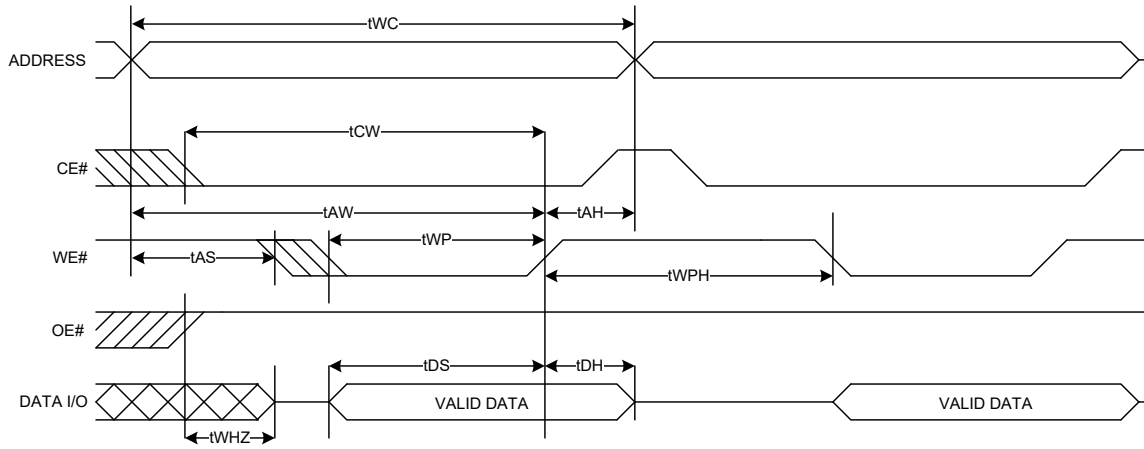 tWC
ADDRESS
tCW
CE#
tAW
tAH
WE#
tWP
tAS
tWPH
OE#
tDS
tDH
DATA I/O
VALID DATA
VALID DATA
tWHZ